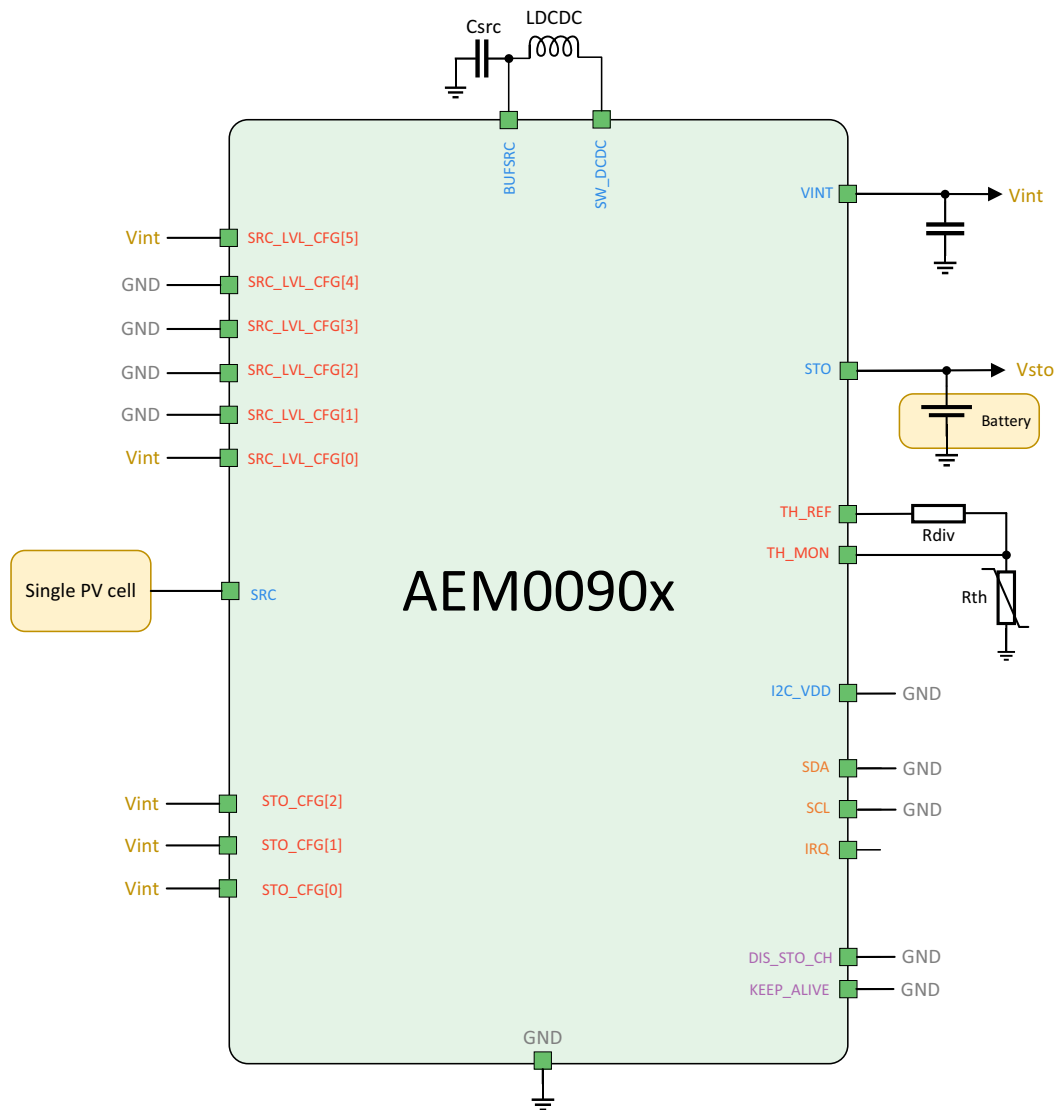 Csrc
LDCDC
BUFSRC
SW_DCDC
VINT
Vint
Vint
SRC_LVL_CFG[5]
GND
SRC_LVL_CFG[4]
GND
SRC_LVL_CFG[3]
GND
SRC_LVL_CFG[2]
GND
SRC_LVL_CFG[1]
Vint
SRC_LVL_CFG[0]
STO
Vsto
Battery
TH_REF
Rdiv
TH_MON
Rth
Single PV cell
SRC
AEM0090x
I2C_VDD
GND
SDA
GND
SCL
GND
IRQ
Vint
STO_CFG[2]
Vint
STO_CFG[1]
Vint
STO_CFG[0]
DIS_STO_CH
GND
KEEP_ALIVE
GND
GND